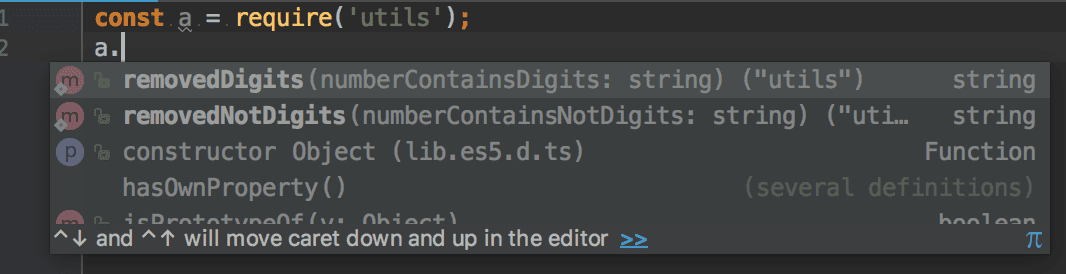 1 const a = require('utils');
2 a.
m removedDigits(numberContainsDigits: string) ("utils") string
m removedNotDigits(numberContainsNotDigits: string) ("uti… string
p constructor Object (lib.es5.d.ts) Function
hasOwnProperty() (several definitions)
m isPrototypeOf(v: Object) boolean
^↓ and ^↑ will move caret down and up in the editor >> π